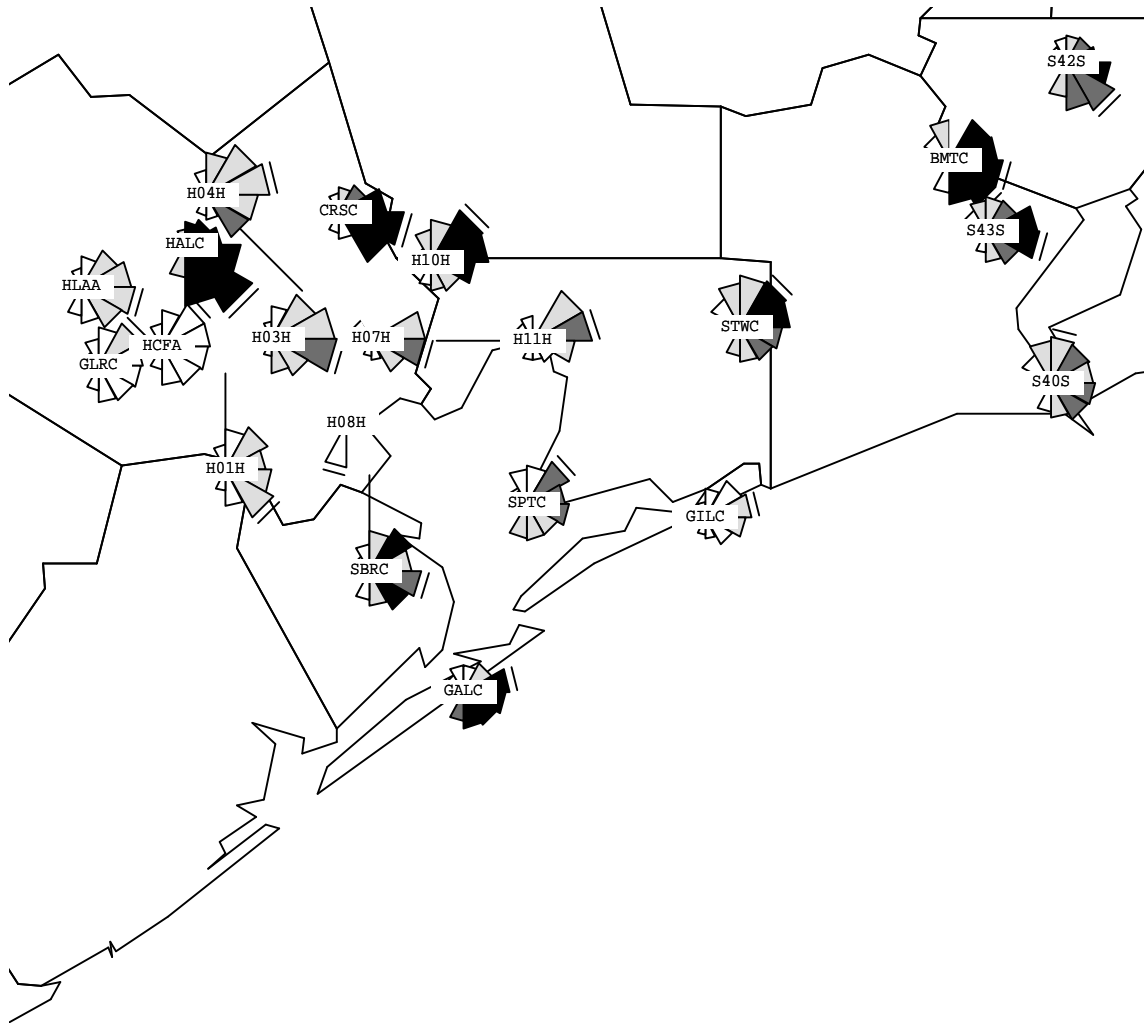 S42S
BMTC
H04H
CRSC
S43S
HALC
H10H
HLAA
STWC
H03H
H07H
H11H
HCFA
GLRC
S40S
H08H
H01H
SPTC
GILC
SBRC
GALC